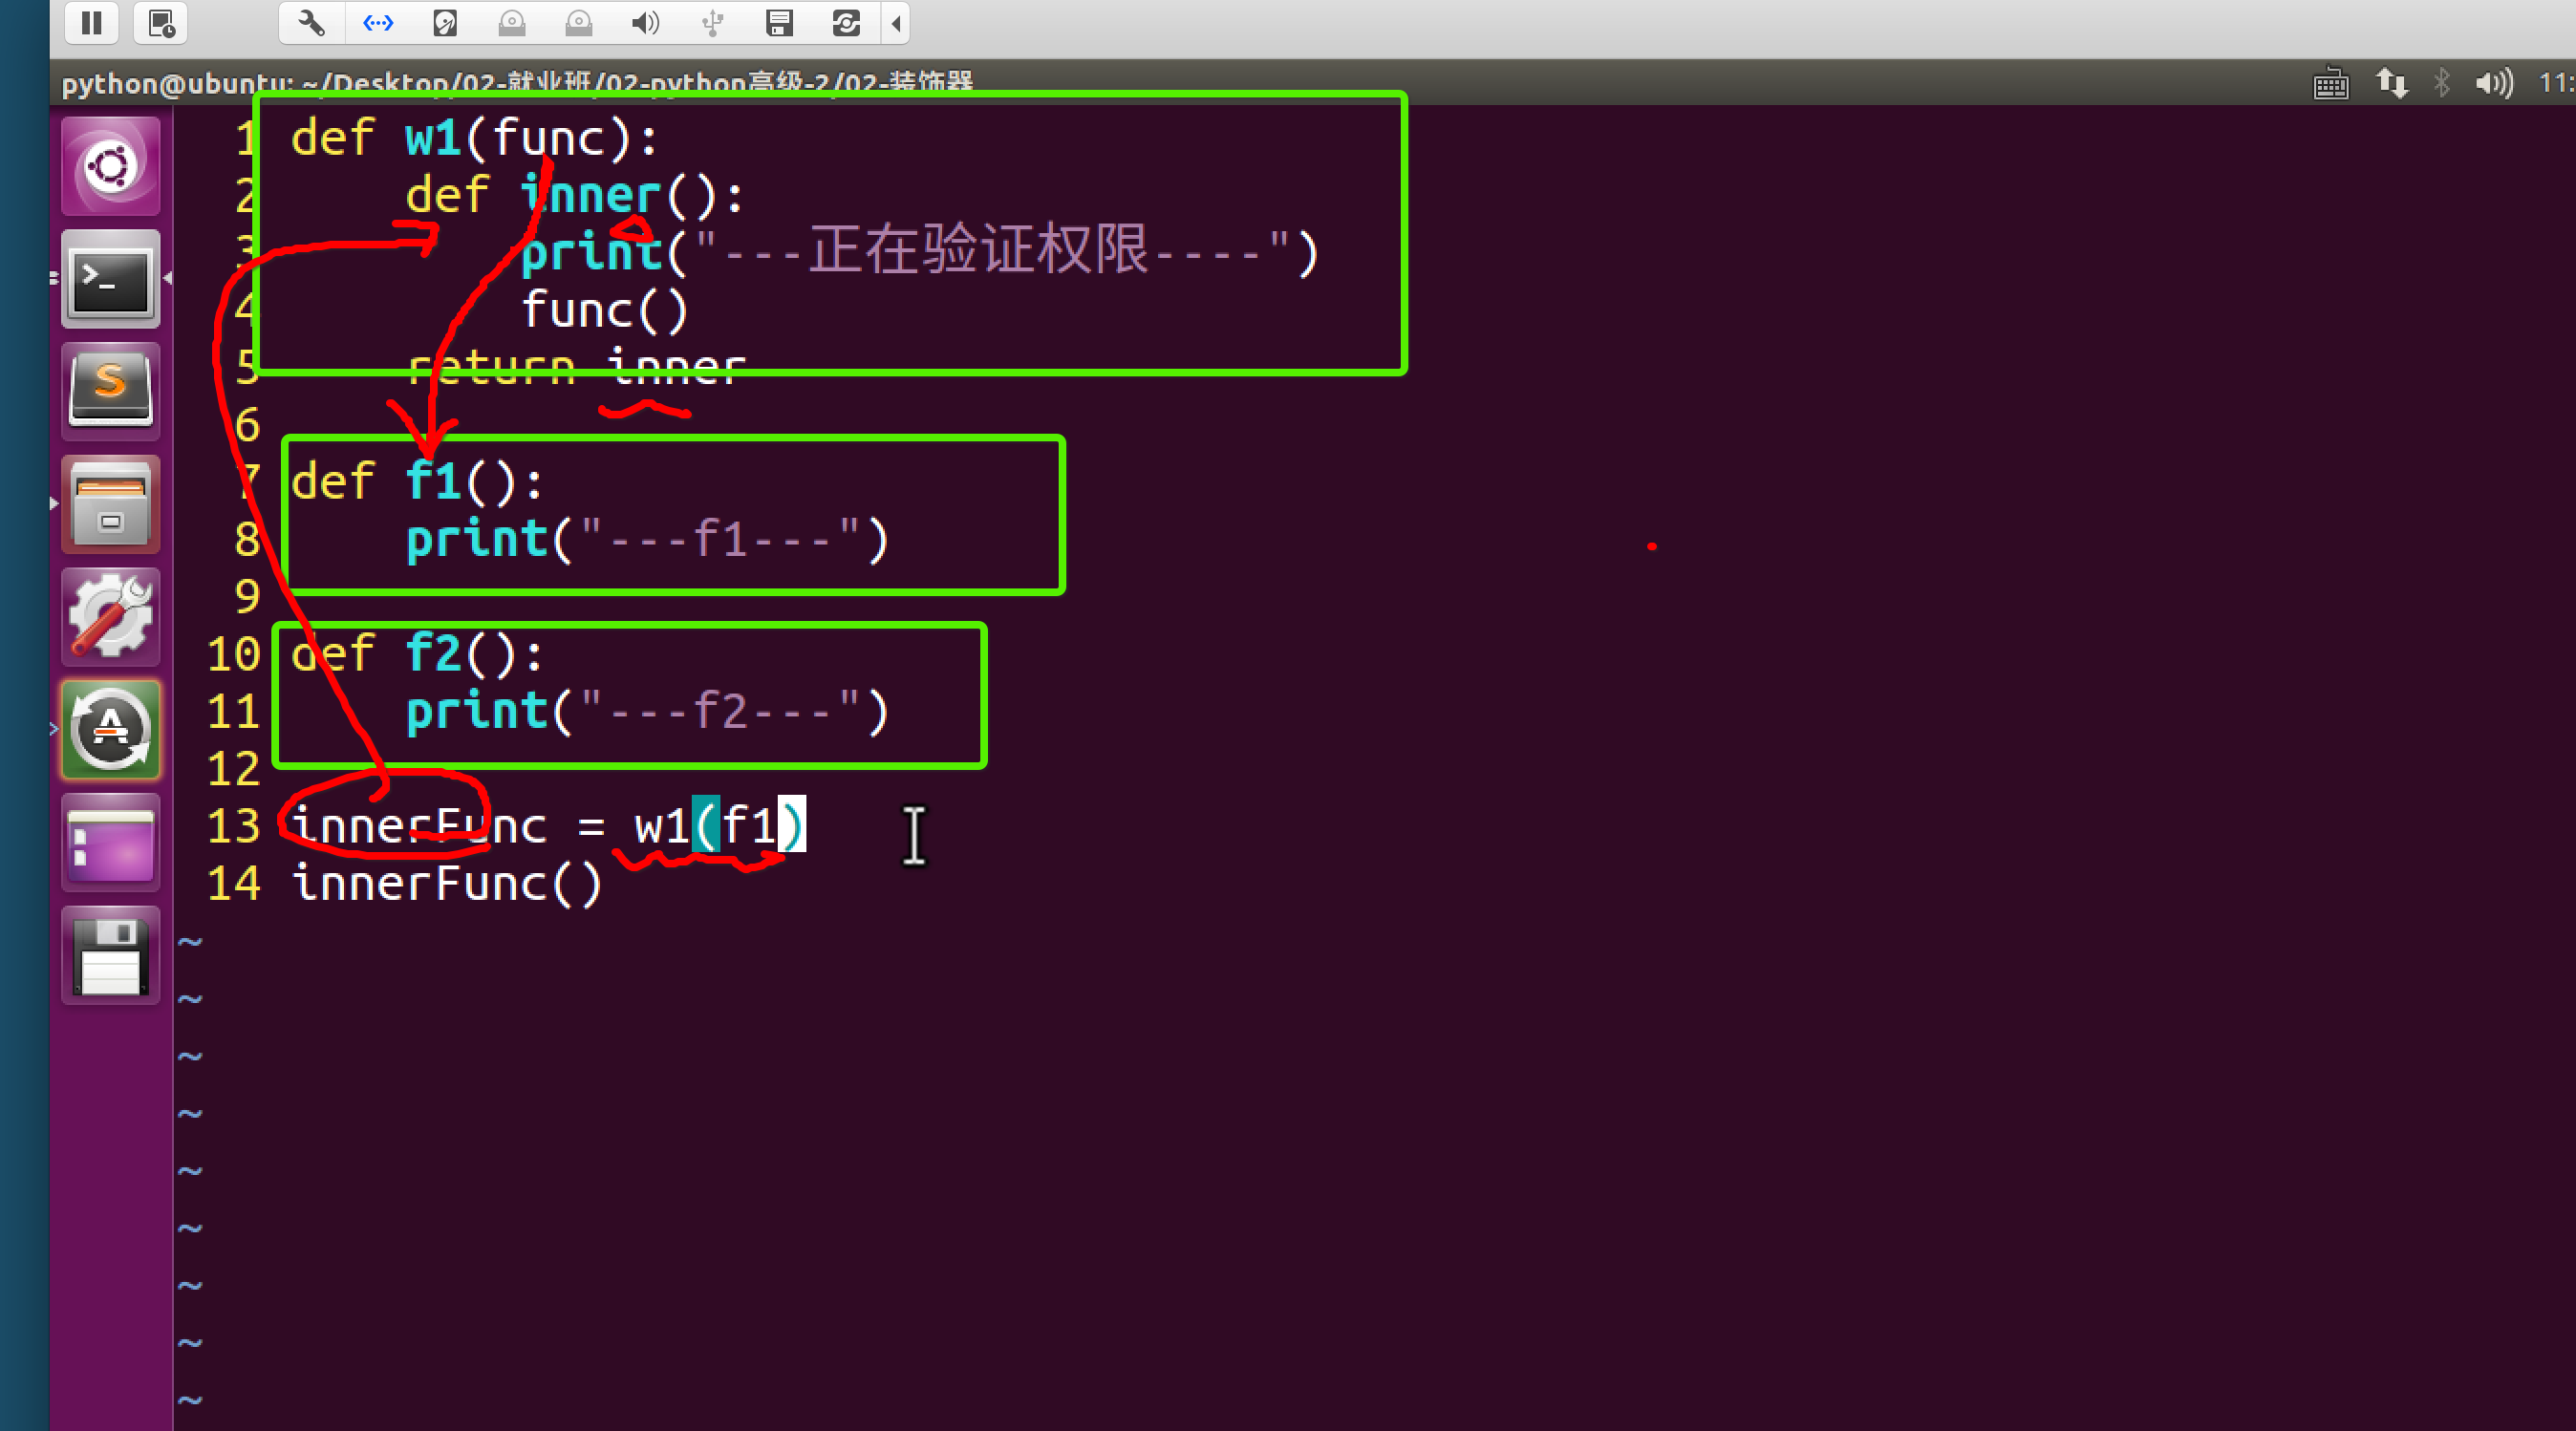 python@ubuntu: ~/Desktop/02-就业班/02-python高级-2/02-装饰器
11:
1 def w1(func):
2     def inner():
3         print("---正在验证权限----")
4         func()
5     return inner
6
7 def f1():
8     print("---f1---")
9
10 def f2():
11     print("---f2---")
12
13 innerFunc = w1(f1)
14 innerFunc()
~
~
~
~
~
~
~
~
~